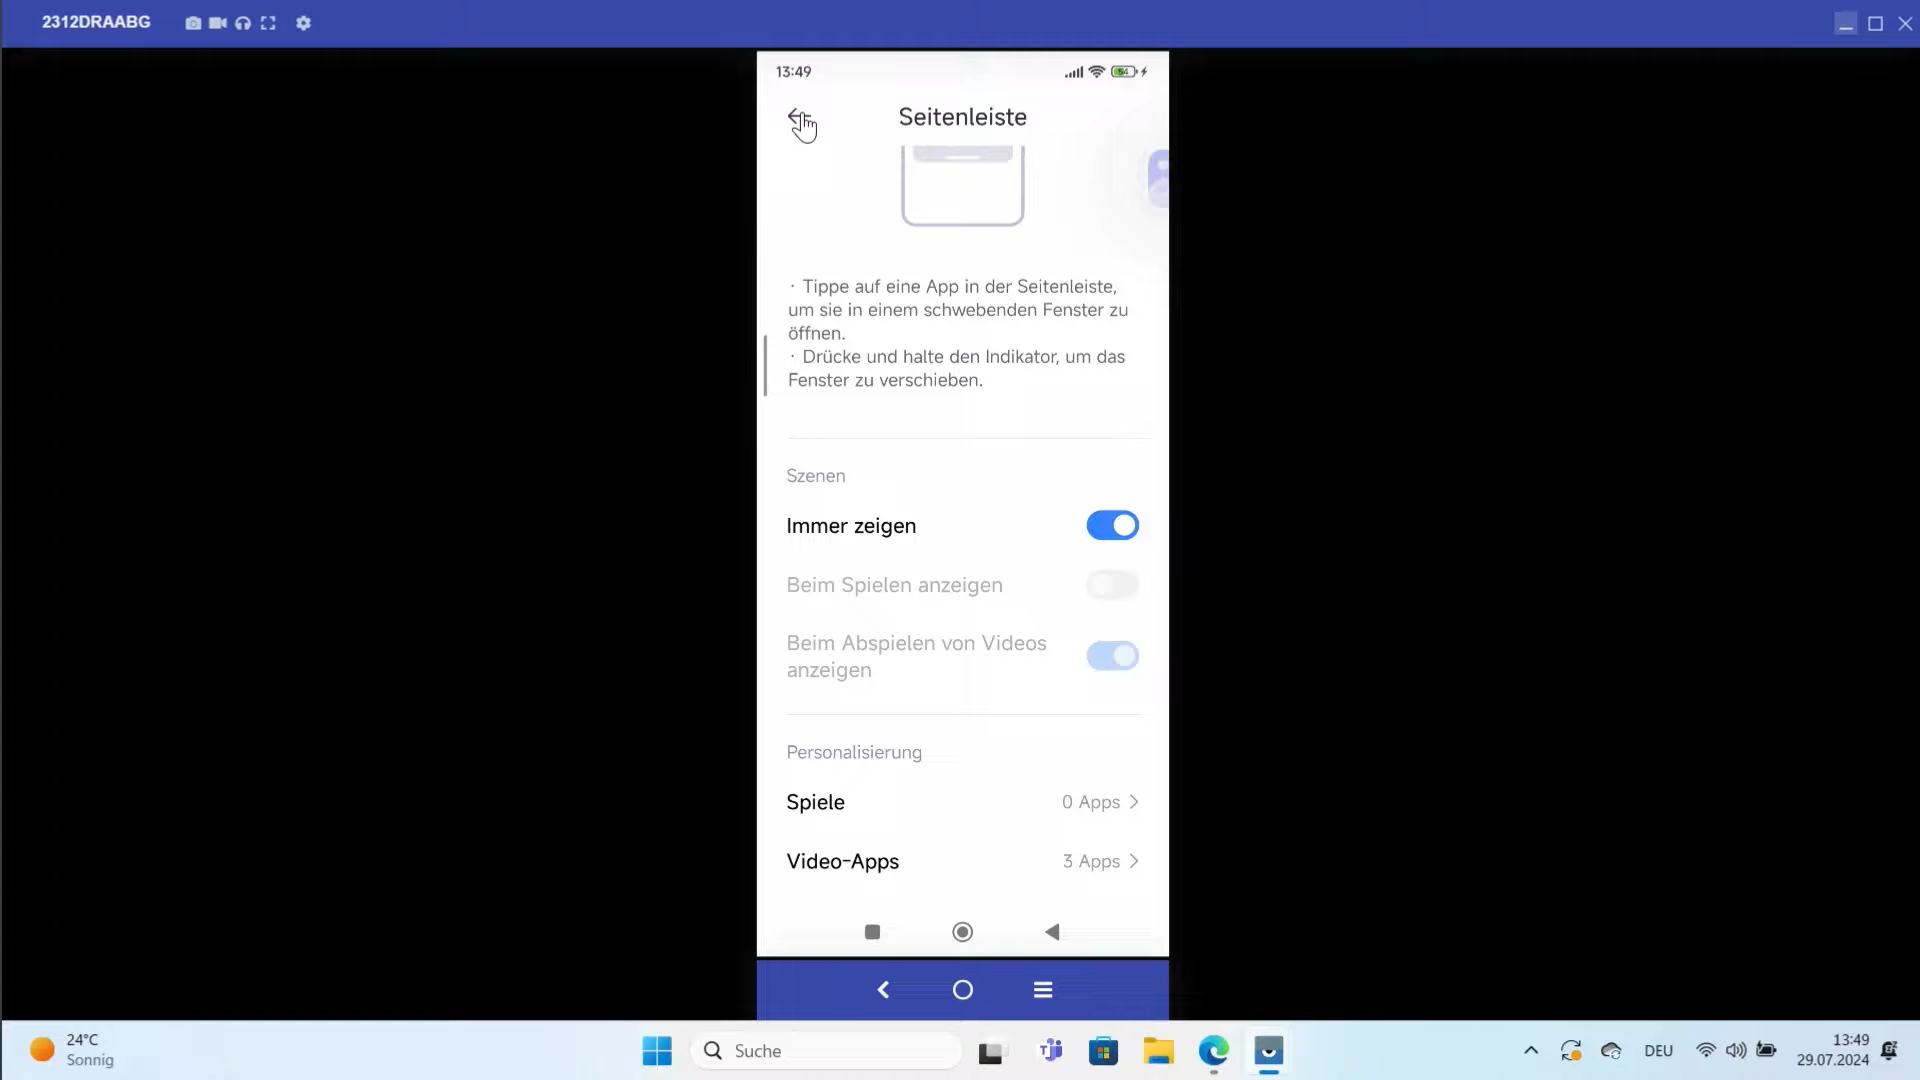 2312DRAABG
13:49
54
Seitenleiste
· Tippe auf eine App in der Seitenleiste,
um sie in einem schwebenden Fenster zu
öffnen.
· Drücke und halte den Indikator, um das
Fenster zu verschieben.
Szenen
Immer zeigen
Beim Spielen anzeigen
Beim Abspielen von Videos
anzeigen
Personalisierung
Spiele
0 Apps
Video-Apps
3 Apps
24°C
Sonnig
Suche
DEU
13:49
29.07.2024